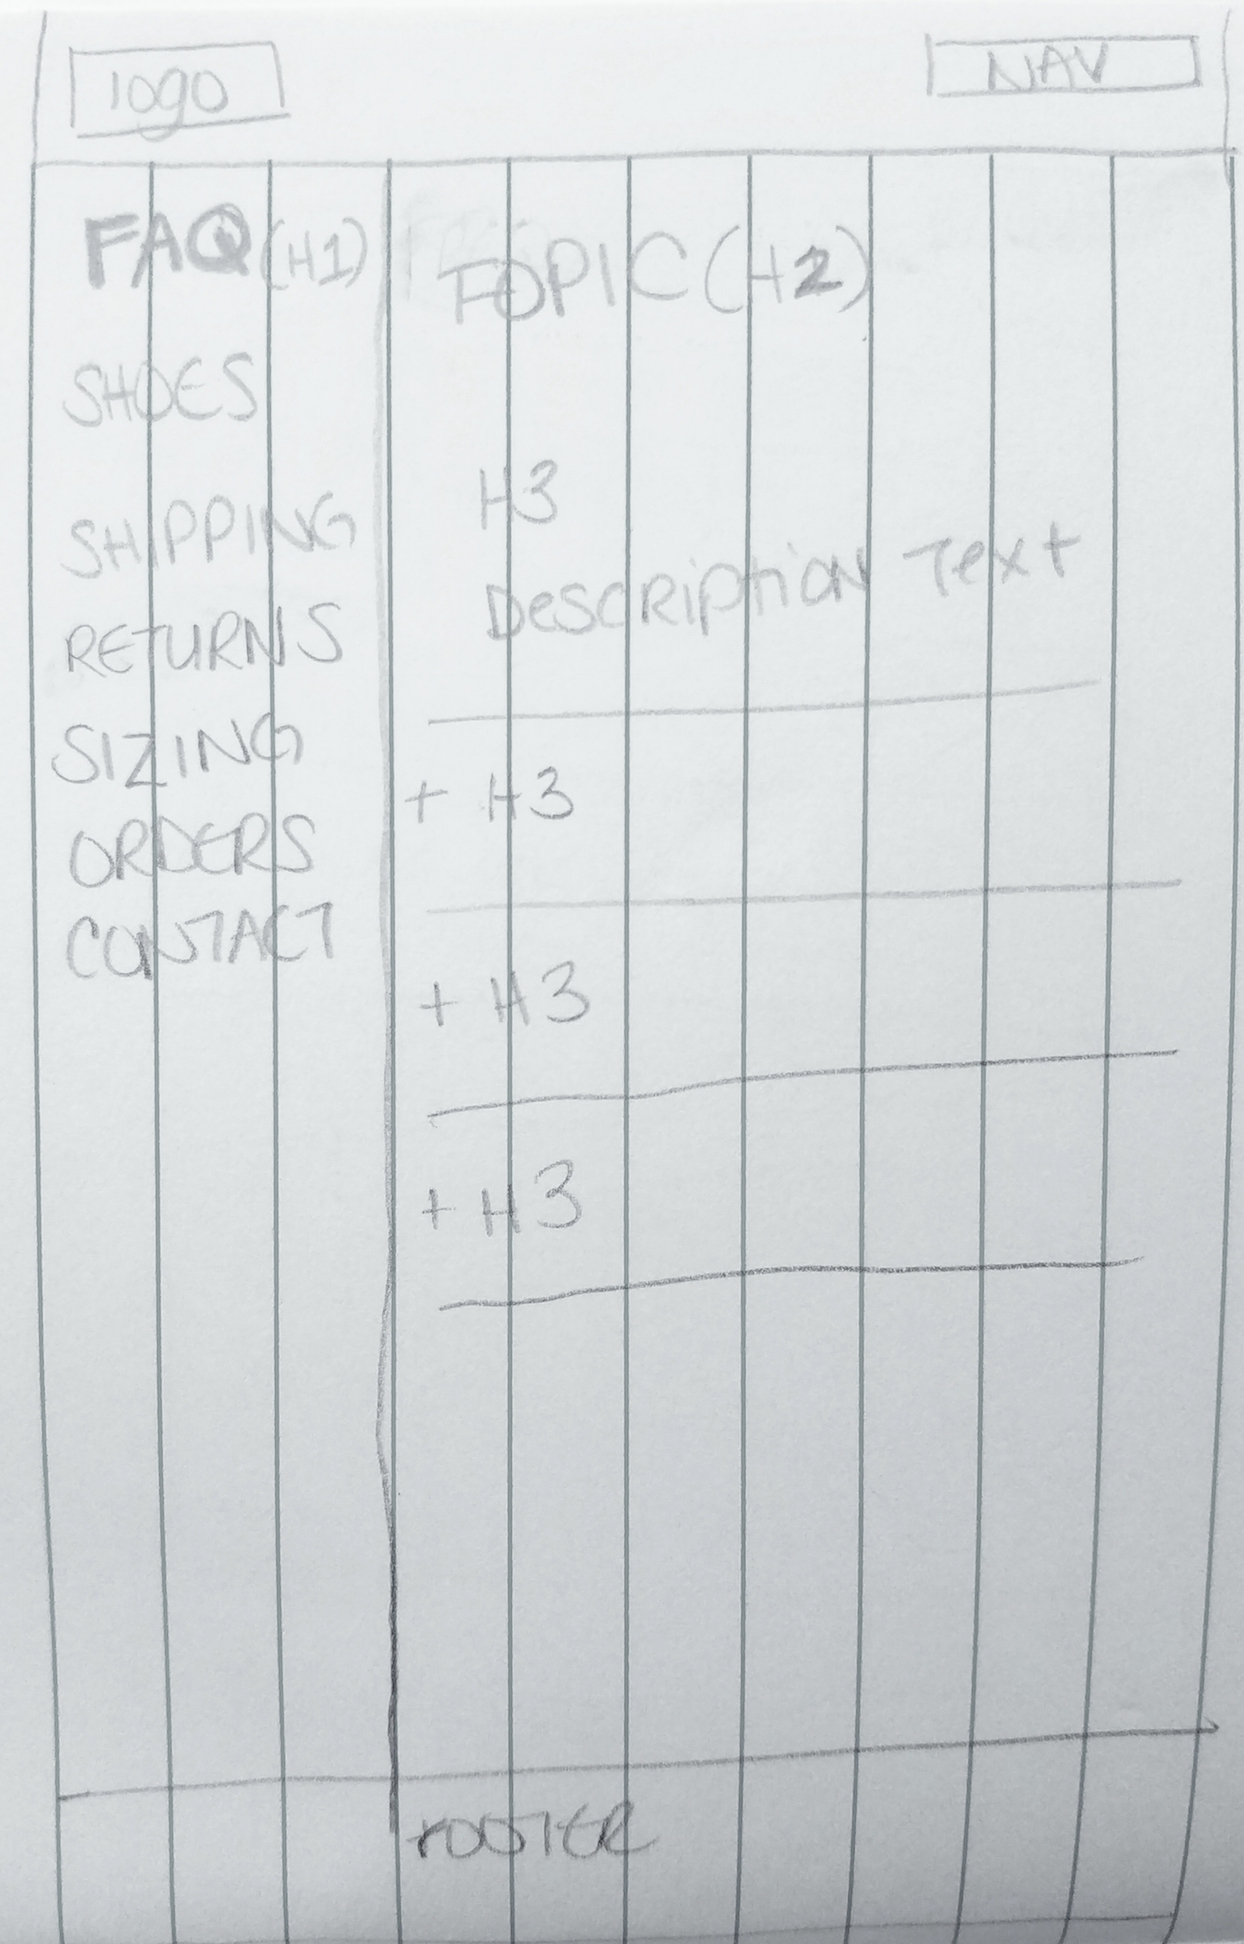 logo
NAV
FAQ (H1)
SHOES
SHIPPING
RETURNS
SIZING
ORDERS
CONTACT
TOPIC (H2)
H3
Description Text
+ H3
+ H3
+ H3
FOOTER